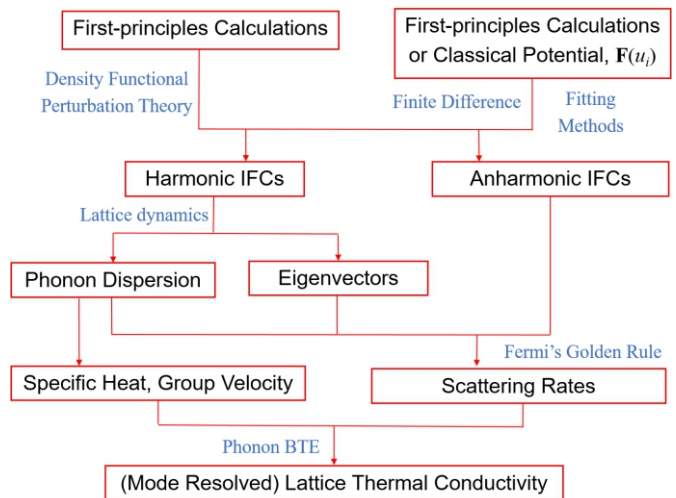 First-principles Calculations
First-principles Calculations
or Classical Potential, F(uᵢ)
Density Functional
Perturbation Theory
Finite Difference
Fitting
Methods
Harmonic IFCs
Anharmonic IFCs
Lattice dynamics
Phonon Dispersion
Eigenvectors
Fermi's Golden Rule
Specific Heat, Group Velocity
Scattering Rates
Phonon BTE
(Mode Resolved) Lattice Thermal Conductivity